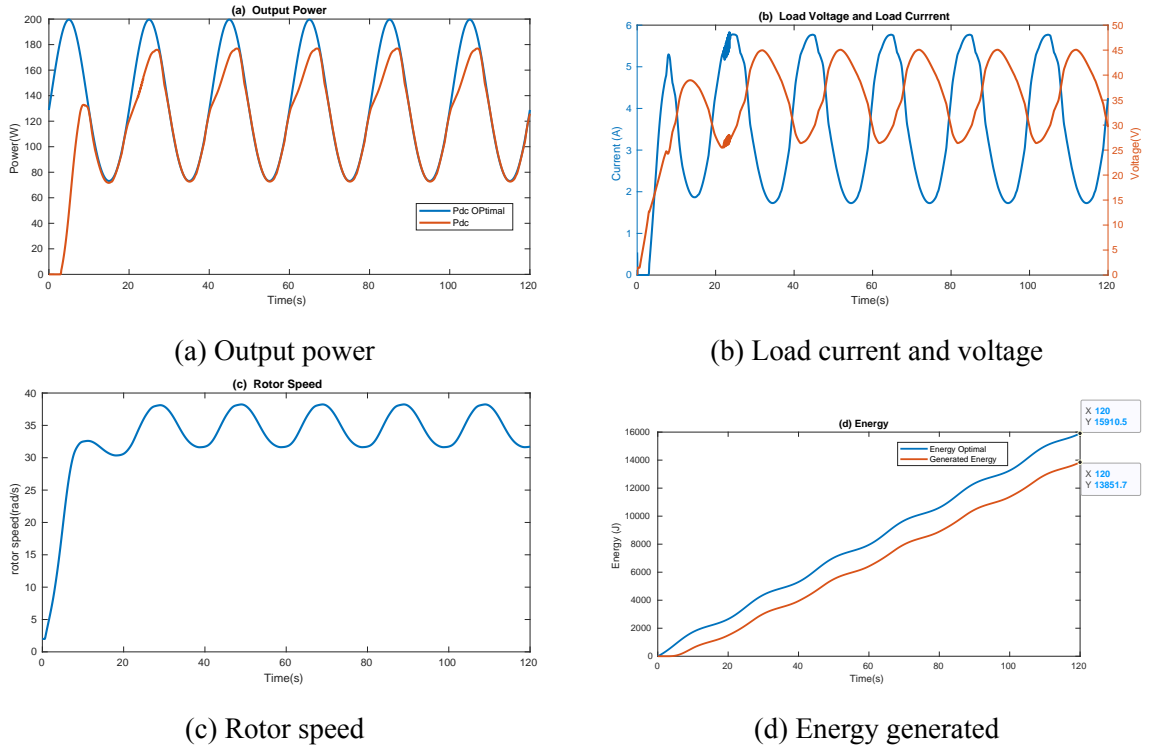 (a) Output Power
200
180
160
140
120
100
80
60
40
20
0
Power(W)
Pdc OPtimal
Pdc
0 20 40 60 80 100 120
Time(s)
(b) Load Voltage and Load Currrent
6
5
4
3
2
1
0
Current (A)
50
45
40
35
30
25
20
15
10
5
0
Voltage(V)
0 20 40 60 80 100 120
Time(s)
(a) Output power
(b) Load current and voltage
(c) Rotor Speed
40
35
30
25
20
15
10
5
0
rotor speed(rad/s)
0 20 40 60 80 100 120
Time(s)
(d) Energy
16000
14000
12000
10000
8000
6000
4000
2000
0
Energy (J)
Energy Optimal
Generated Energy
X 120
Y 15910.5
X 120
Y 13851.7
0 20 40 60 80 100 120
Time(s)
(c) Rotor speed
(d) Energy generated